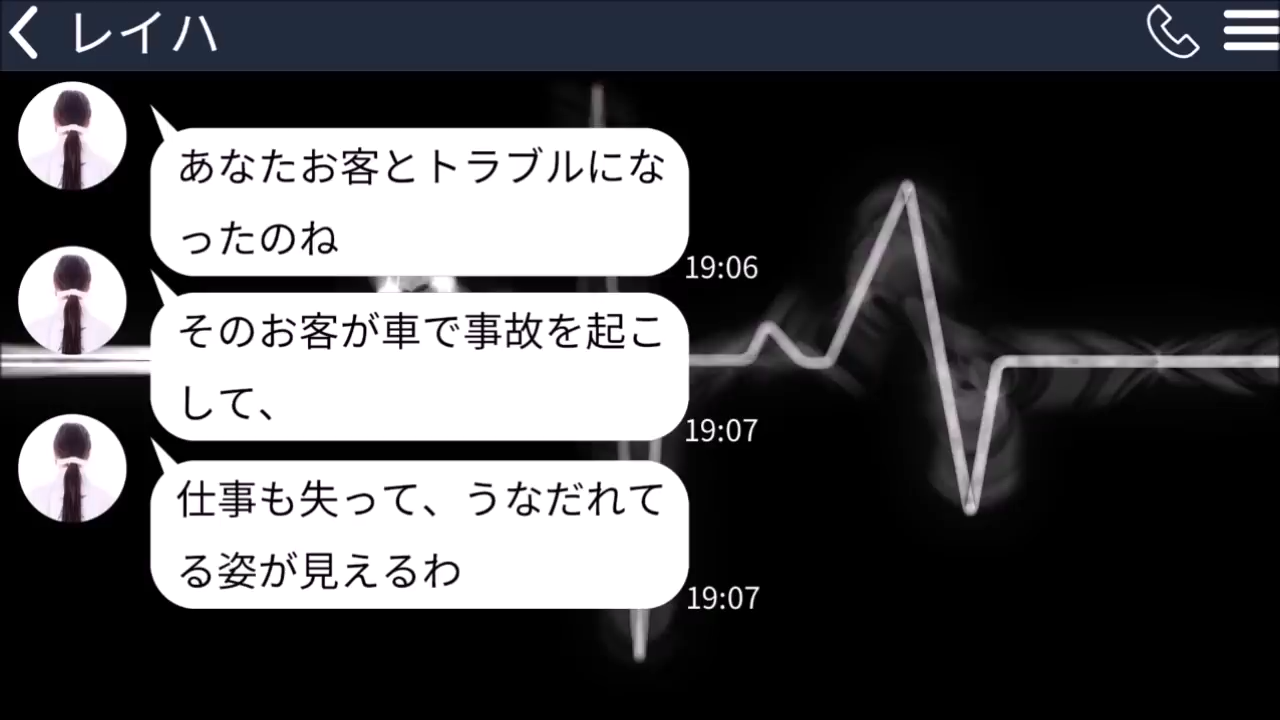 レイハ
あなたお客とトラブルにな
ったのね
19:06
そのお客が車で事故を起こ
して、
19:07
仕事も失って、うなだれて
る姿が見えるわ
19:07